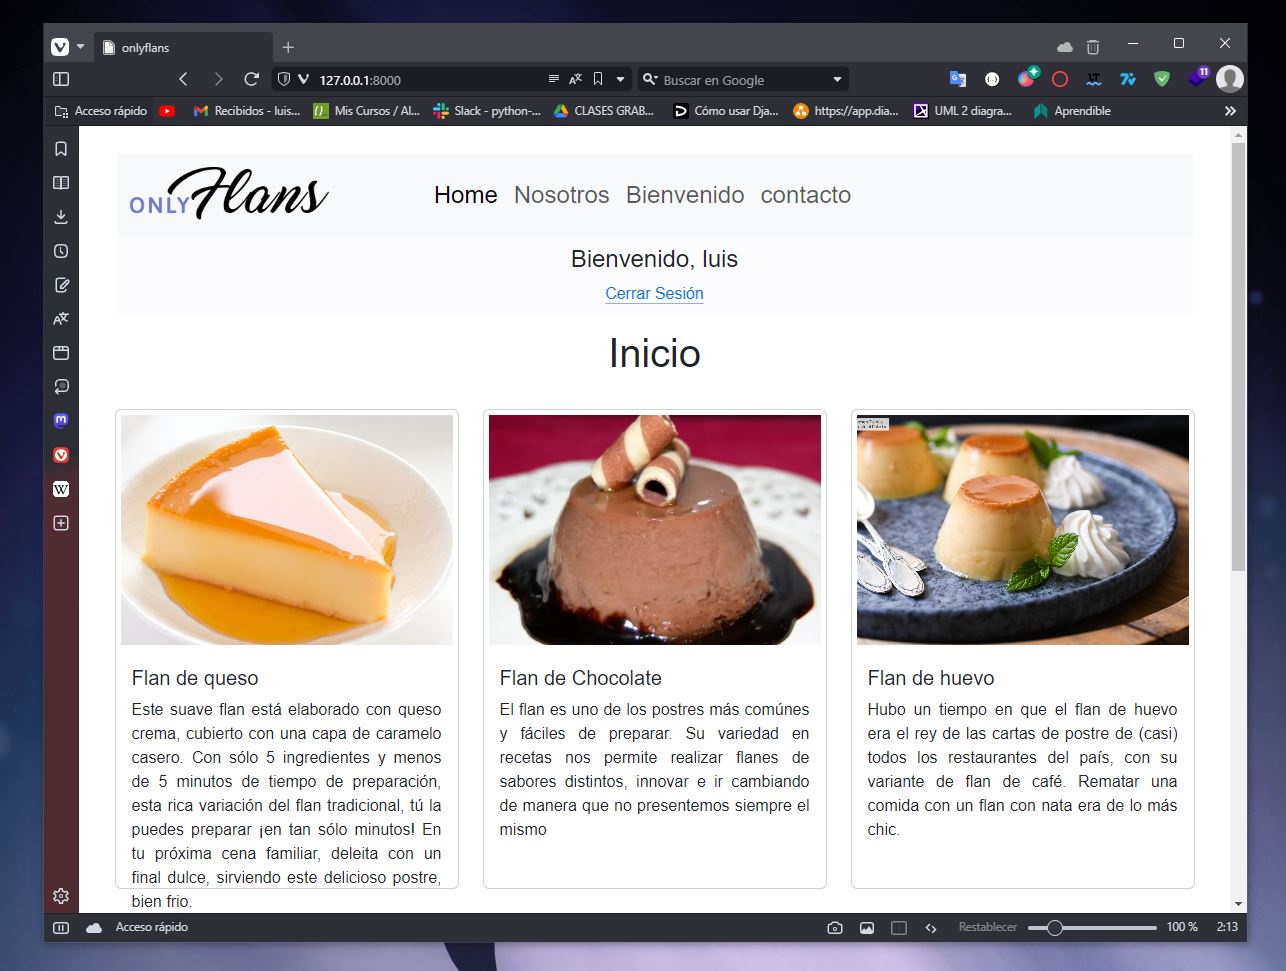 onlyflans
127.0.0.1:8000
Buscar en Google
11
Acceso rápido
Recibidos - luis...
Mis Cursos / Al...
Slack - python-...
CLASES GRAB...
Cómo usar Dja...
https://app.dia...
UML 2 diagra...
Aprendible
ONLY Flans
Home Nosotros Bienvenido contacto
Bienvenido, luis
Cerrar Sesión
Inicio
Flan de queso
Este suave flan está elaborado con queso
crema, cubierto con una capa de caramelo
casero. Con sólo 5 ingredientes y menos
de 5 minutos de tiempo de preparación,
esta rica variación del flan tradicional, tú la
puedes preparar ¡en tan sólo minutos! En
tu próxima cena familiar, deleita con un
final dulce, sirviendo este delicioso postre,
bien frio.
Flan de Chocolate
El flan es uno de los postres más comúnes
y fáciles de preparar. Su variedad en
recetas nos permite realizar flanes de
sabores distintos, innovar e ir cambiando
de manera que no presentemos siempre el
mismo
Flan de huevo
Hubo un tiempo en que el flan de huevo
era el rey de las cartas de postre de (casi)
todos los restaurantes del país, con su
variante de flan de café. Rematar una
comida con un flan con nata era de lo más
chic.
Acceso rápido
Restablecer
100 %
2:13